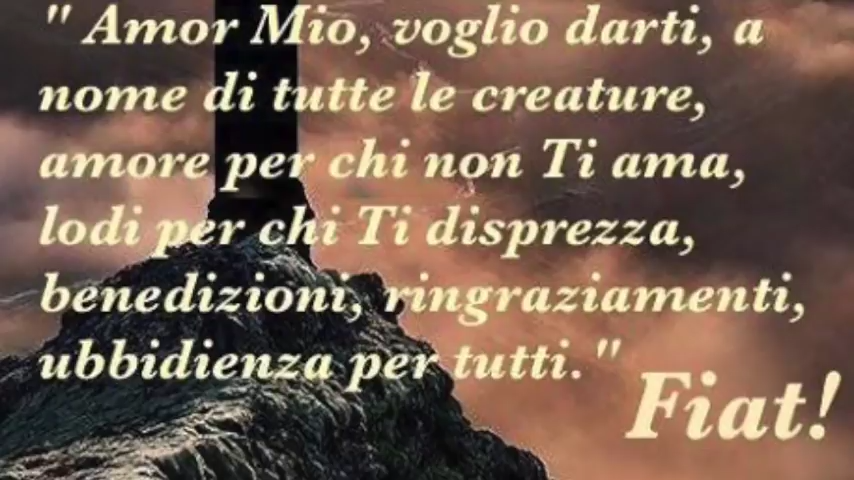 " Amor Mio, voglio darti, a
nome di tutte le creature,
amore per chi non Ti ama,
lodi per chi Ti disprezza,
benedizioni, ringraziamenti,
ubbidienza per tutti."
Fiat!